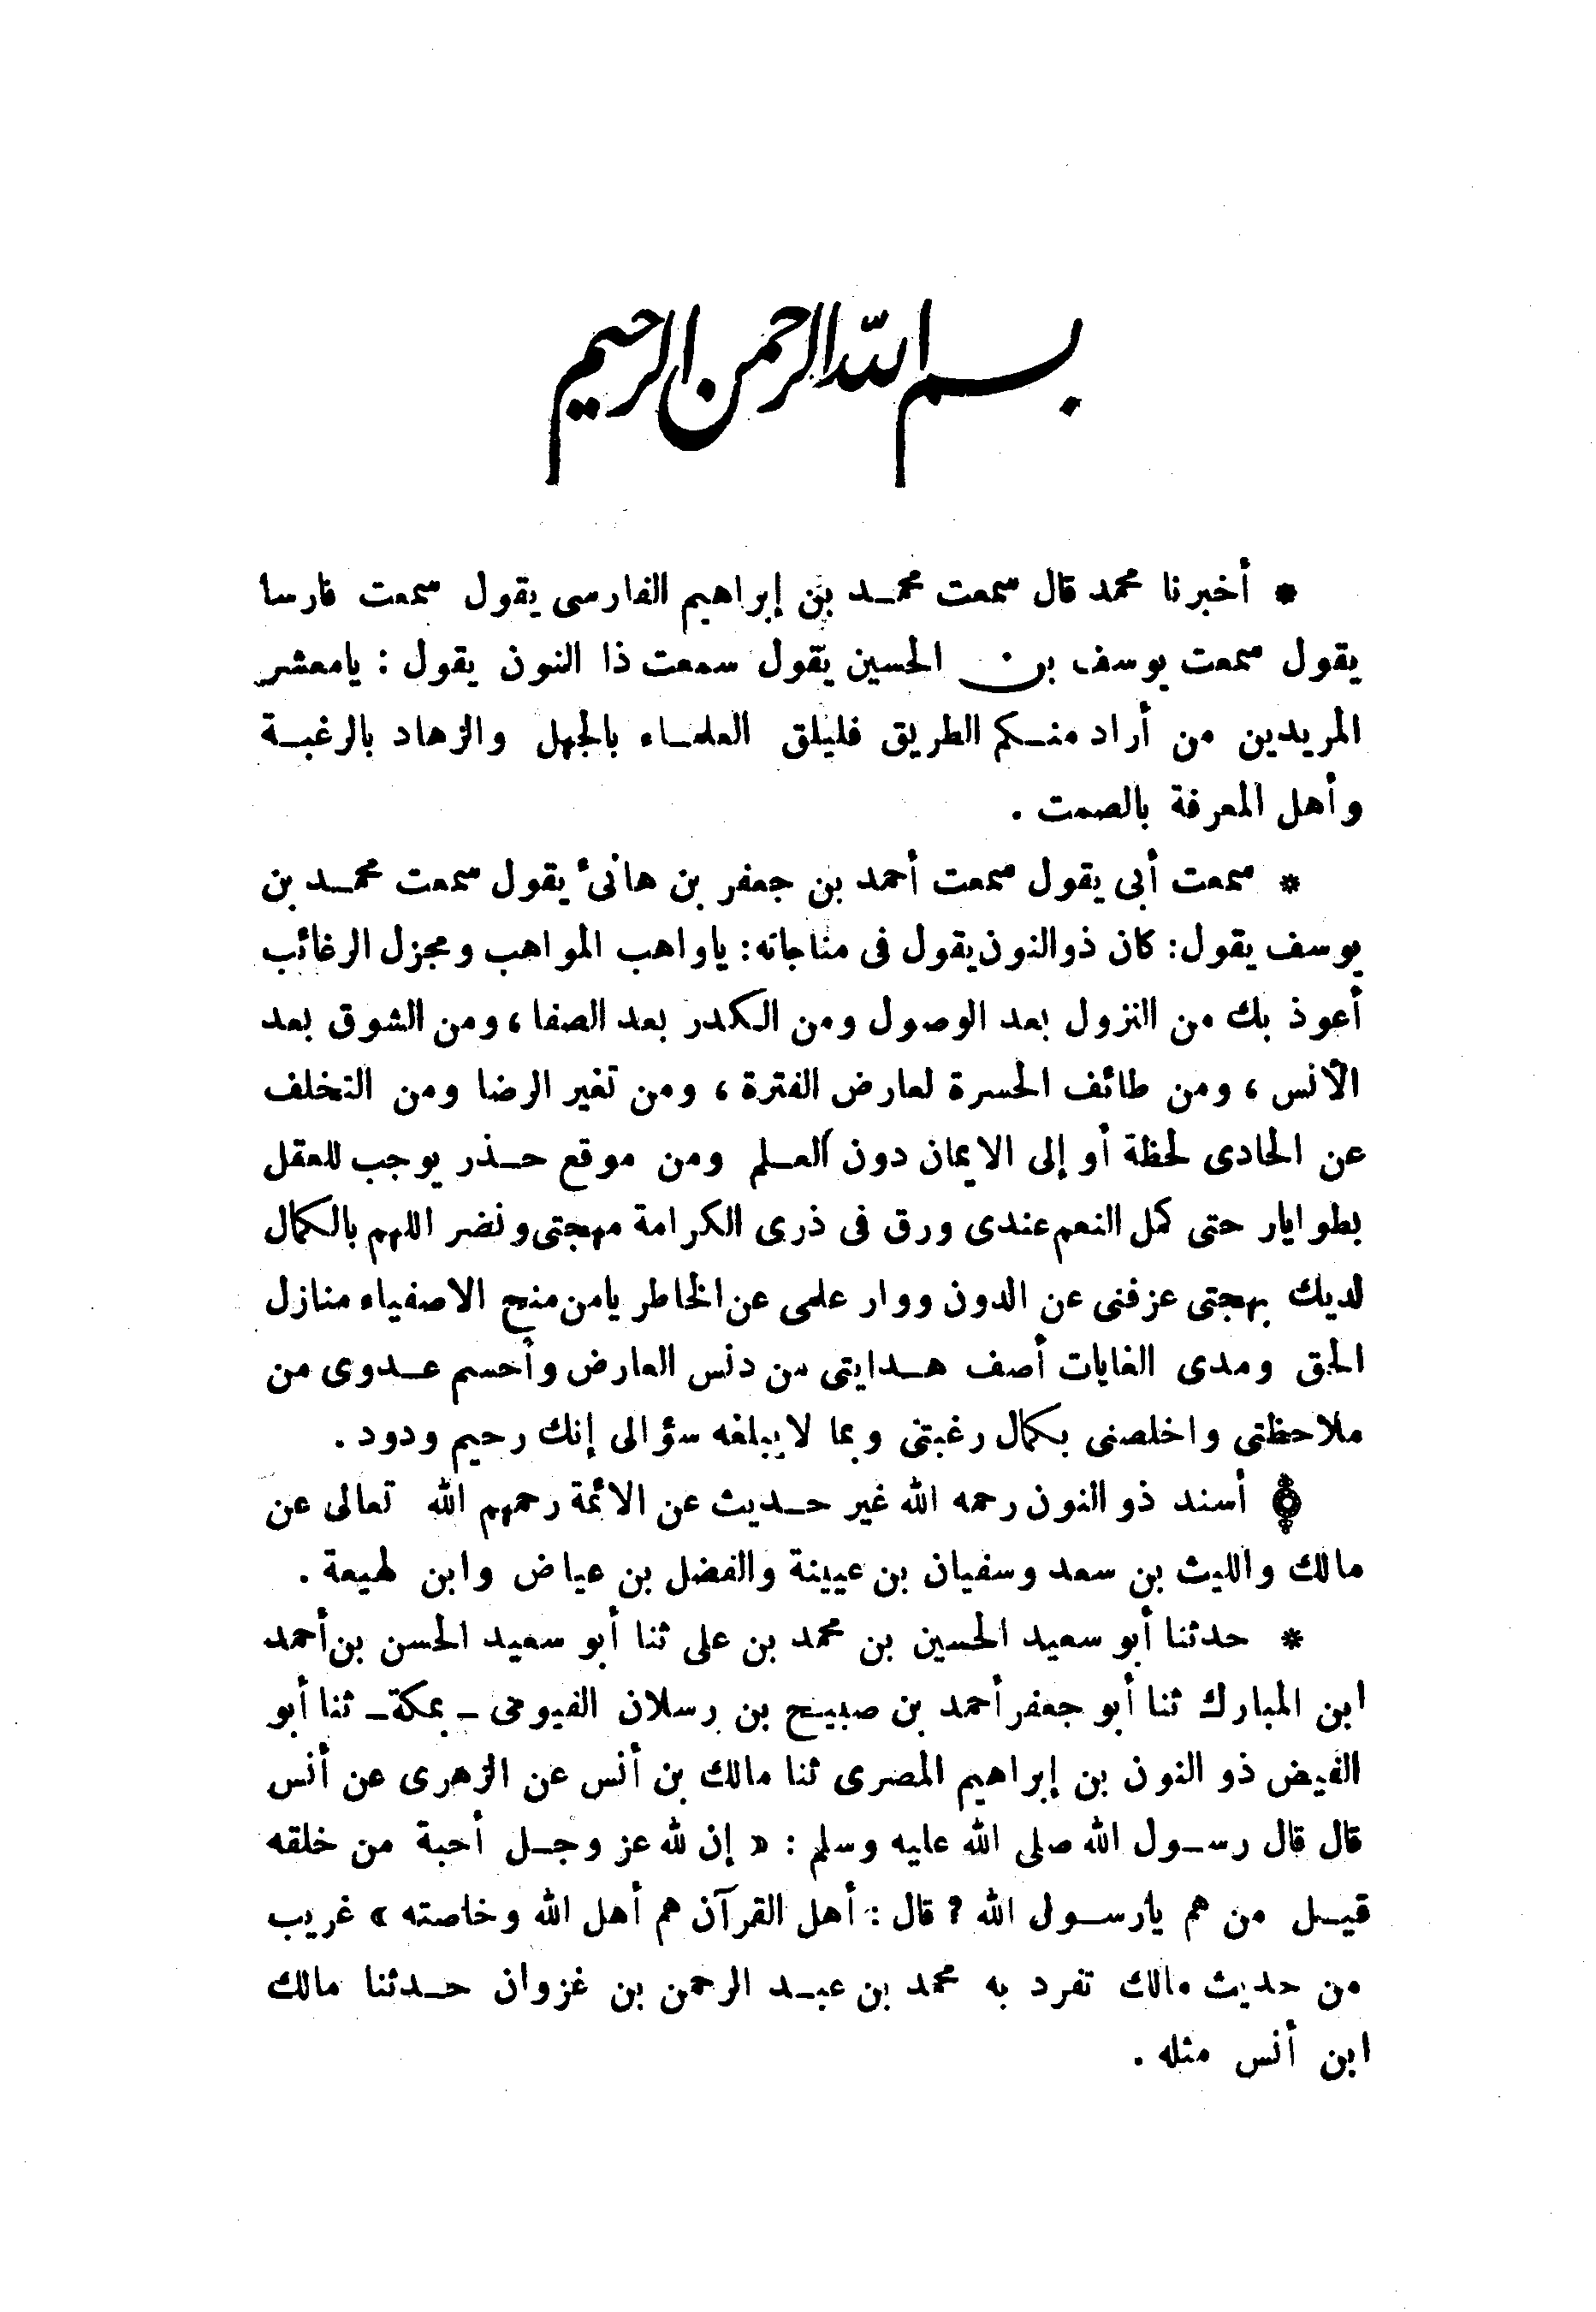 بسم الله الرحمن الرحيم
* أخبرنا محمد قال سمعت محمد بن إبراهيم الفارسى يقول سمعت فارسا
يقول سمعت يوسف بن الحسين يقول سمعت ذا النون يقول : يامعشر
المريدين من أراد منكم الطريق فليلق العلماء بالجهل والزهاد بالرغبة
وأهل المعرفة بالصمت .
* سمعت أبى يقول سمعت أحمد بن جعفر بن هانئ يقول سمعت محمد بن
يوسف يقول: كان ذوالنون يقول فى مناجاته: ياواهب المواهب ومجزل الرغائب
أعوذ بك من النزول بعد الوصول ومن الكدر بعد الصفا، ومن الشوق بعد
الأنس ، ومن طائف الحسرة لعارض الفترة ، ومن تغير الرضا ومن التخلف
عن الحادى لحظة أو إلى الايمان دون العلم ومن موقع حذر يوجب للعقل
بطو ايار حتى كمل النعم عندى ورق فى ذرى الكرامة مهجتى ونضر اللهم بالكمال
لديك بهجتى عزفنى عن الدون ووار علمى عن الخاطر يامن منح الاصفياء منازل
الحق ومدى الغايات أصف هدايتى من دنس العارض وأحسم عدوى من
ملاحظتى واخلصنى بكمال رغبتى وبما لايبلغه سؤالى إنك رحيم ودود .
أسند ذو النون رحمه الله غير حديث عن الائمة رحمهم الله تعالى عن
مالك والليث بن سعد وسفيان بن عيينة والفضل بن عياض وابن لهيعة .
* حدثنا أبو سعيد الحسين بن محمد بن على ثنا أبو سعيد الحسن بن أحمد
ابن المبارك ثنا أبو جعفر أحمد بن صبيح بن رسلان الفيومى - بمكة - ثنا أبو
الفيض ذو النون بن إبراهيم المصرى ثنا مالك بن أنس عن الزهرى عن أنس
قال قال رسول الله صلى الله عليه وسلم : « إن لله عز وجل أحبة من خلقه
قيل من هم يارسول الله ? قال : أهل القرآن هم أهل الله وخاصته » غريب
من حديث مالك تفرد به محمد بن عبد الرحمن بن غزوان حدثنا مالك
ابن أنس مثله .